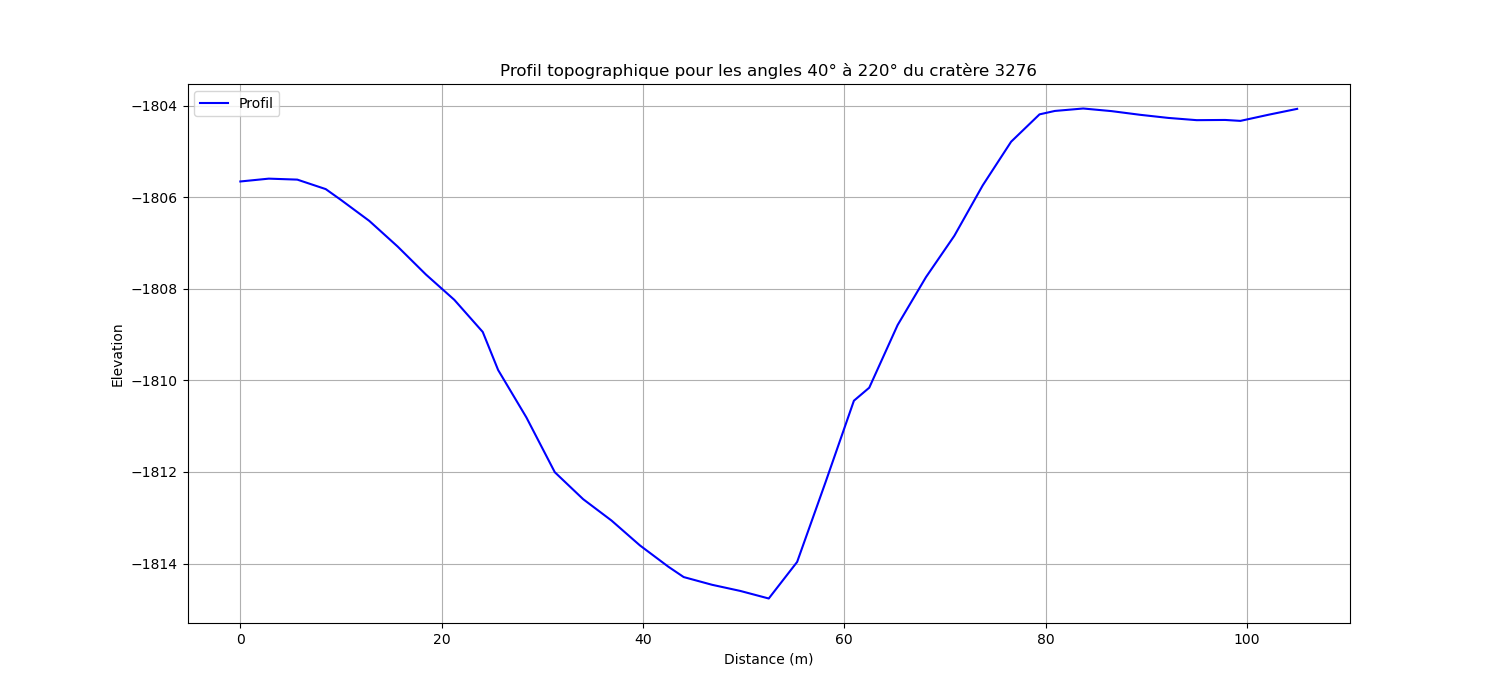 Profil topographique pour les angles 40° à 220° du cratère 3276
Profil
−1804
−1806
−1808
−1810
−1812
−1814
Elevation
0 20 40 60 80 100
Distance (m)